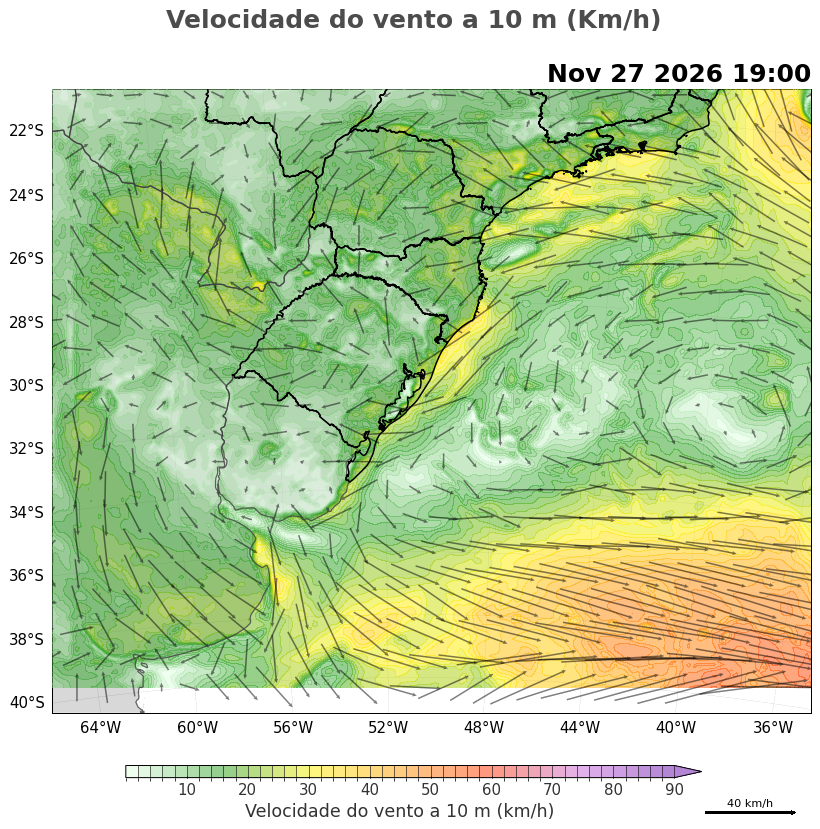 Velocidade do vento a 10 m (Km/h)
Nov 27 2026 19:00
22°S
24°S
26°S
28°S
30°S
32°S
34°S
36°S
38°S
40°S
64°W 60°W 56°W 52°W 48°W 44°W 40°W 36°W
10 20 30 40 50 60 70 80 90
Velocidade do vento a 10 m (km/h)
40 km/h